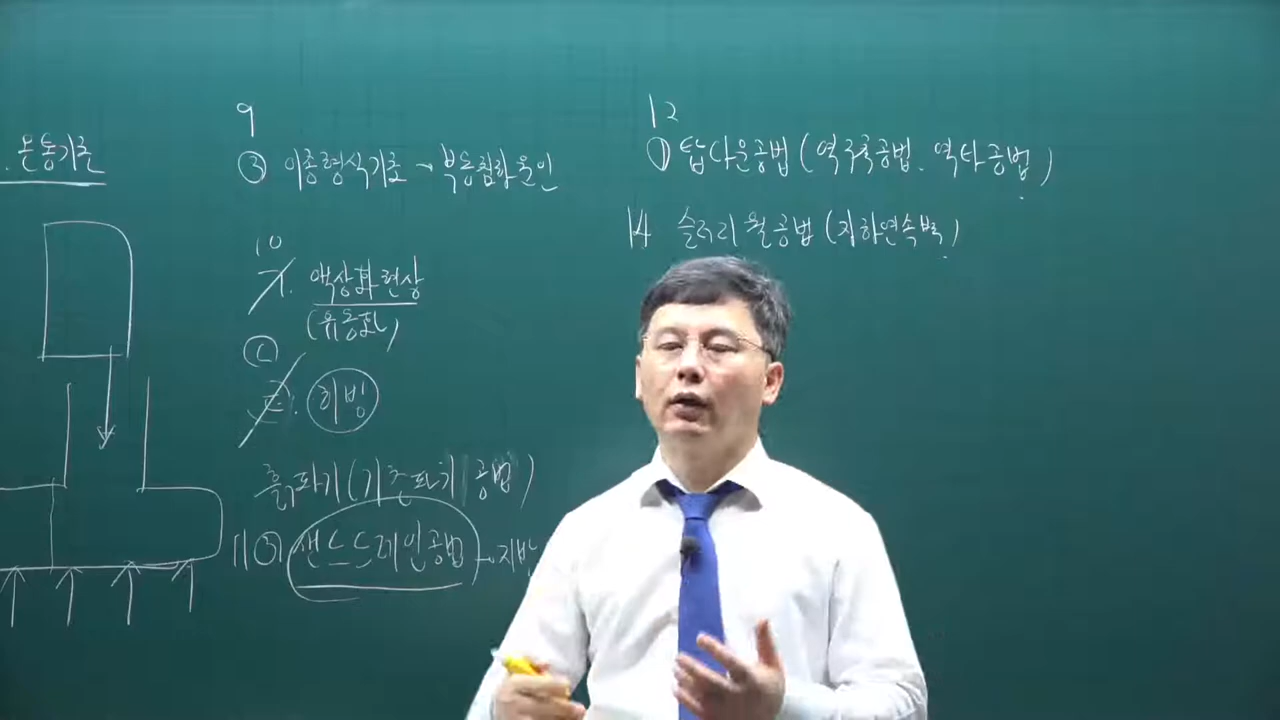 온통기초
9
③ 이종형식기초 → 부등침하 원인
10
ㄱ. 액상화 현상
(유동화)
ㄴ
ㄷ. 히빙
흙파기(기초파기 공법)
11 ③ 샌드드레인공법 → 지반
12
① 탑다운공법 (역구축공법. 역타공법)
14 슬러리 월공법 (지하연속벽)